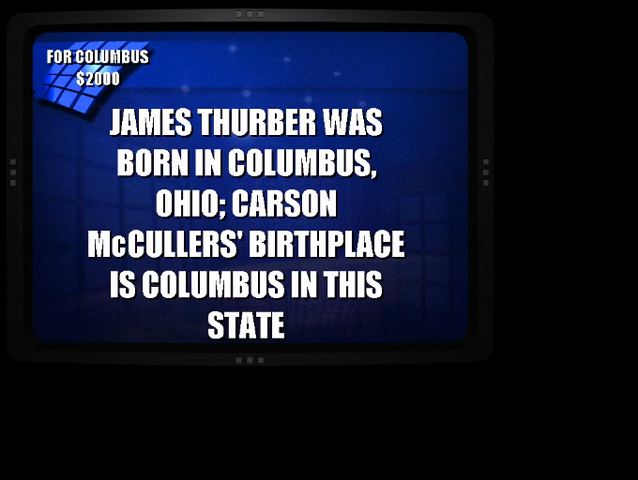 FOR COLUMBUS
$2000
JAMES THURBER WAS
BORN IN COLUMBUS,
OHIO; CARSON
McCULLERS' BIRTHPLACE
IS COLUMBUS IN THIS
STATE